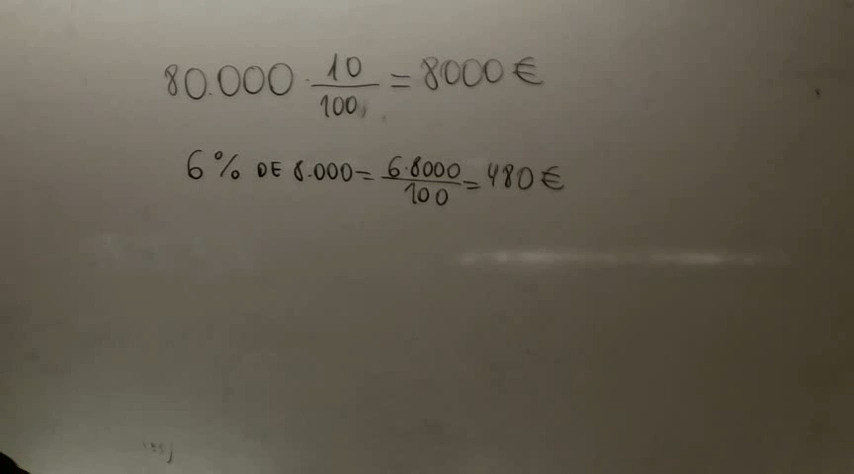 80.000 · 10/100 = 8000 €
6% DE 8.000 = 6·8000/100 = 480 €